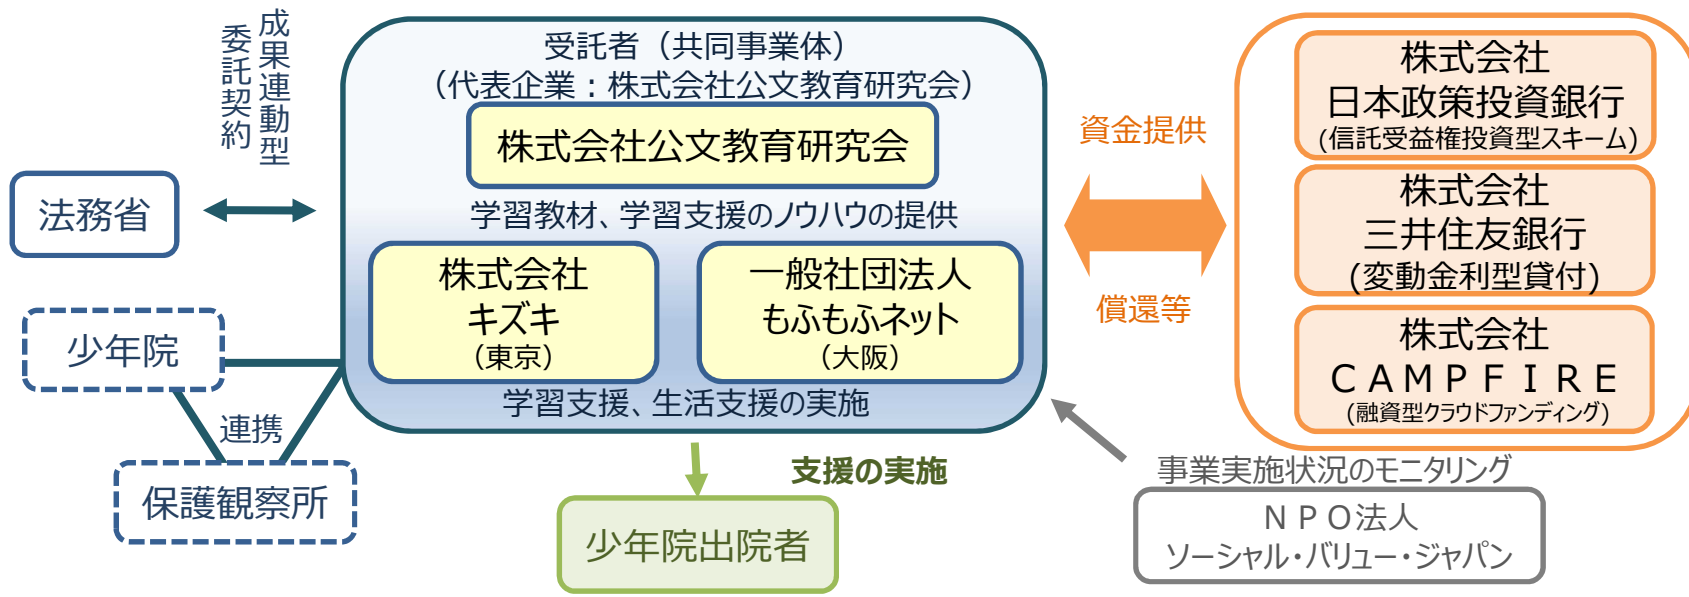 成果連動型
委託契約
法務省
少年院
連携
保護観察所
受託者（共同事業体）
（代表企業：株式会社公文教育研究会）
株式会社公文教育研究会
学習教材、学習支援のノウハウの提供
株式会社
キズキ
（東京）
一般社団法人
もふもふネット
（大阪）
学習支援、生活支援の実施
支援の実施
少年院出院者
資金提供
償還等
株式会社
日本政策投資銀行
(信託受益権投資型スキーム)
株式会社
三井住友銀行
(変動金利型貸付)
株式会社
ＣＡＭＰＦＩＲＥ
(融資型クラウドファンディング)
事業実施状況のモニタリング
ＮＰＯ法人
ソーシャル・バリュー・ジャパン